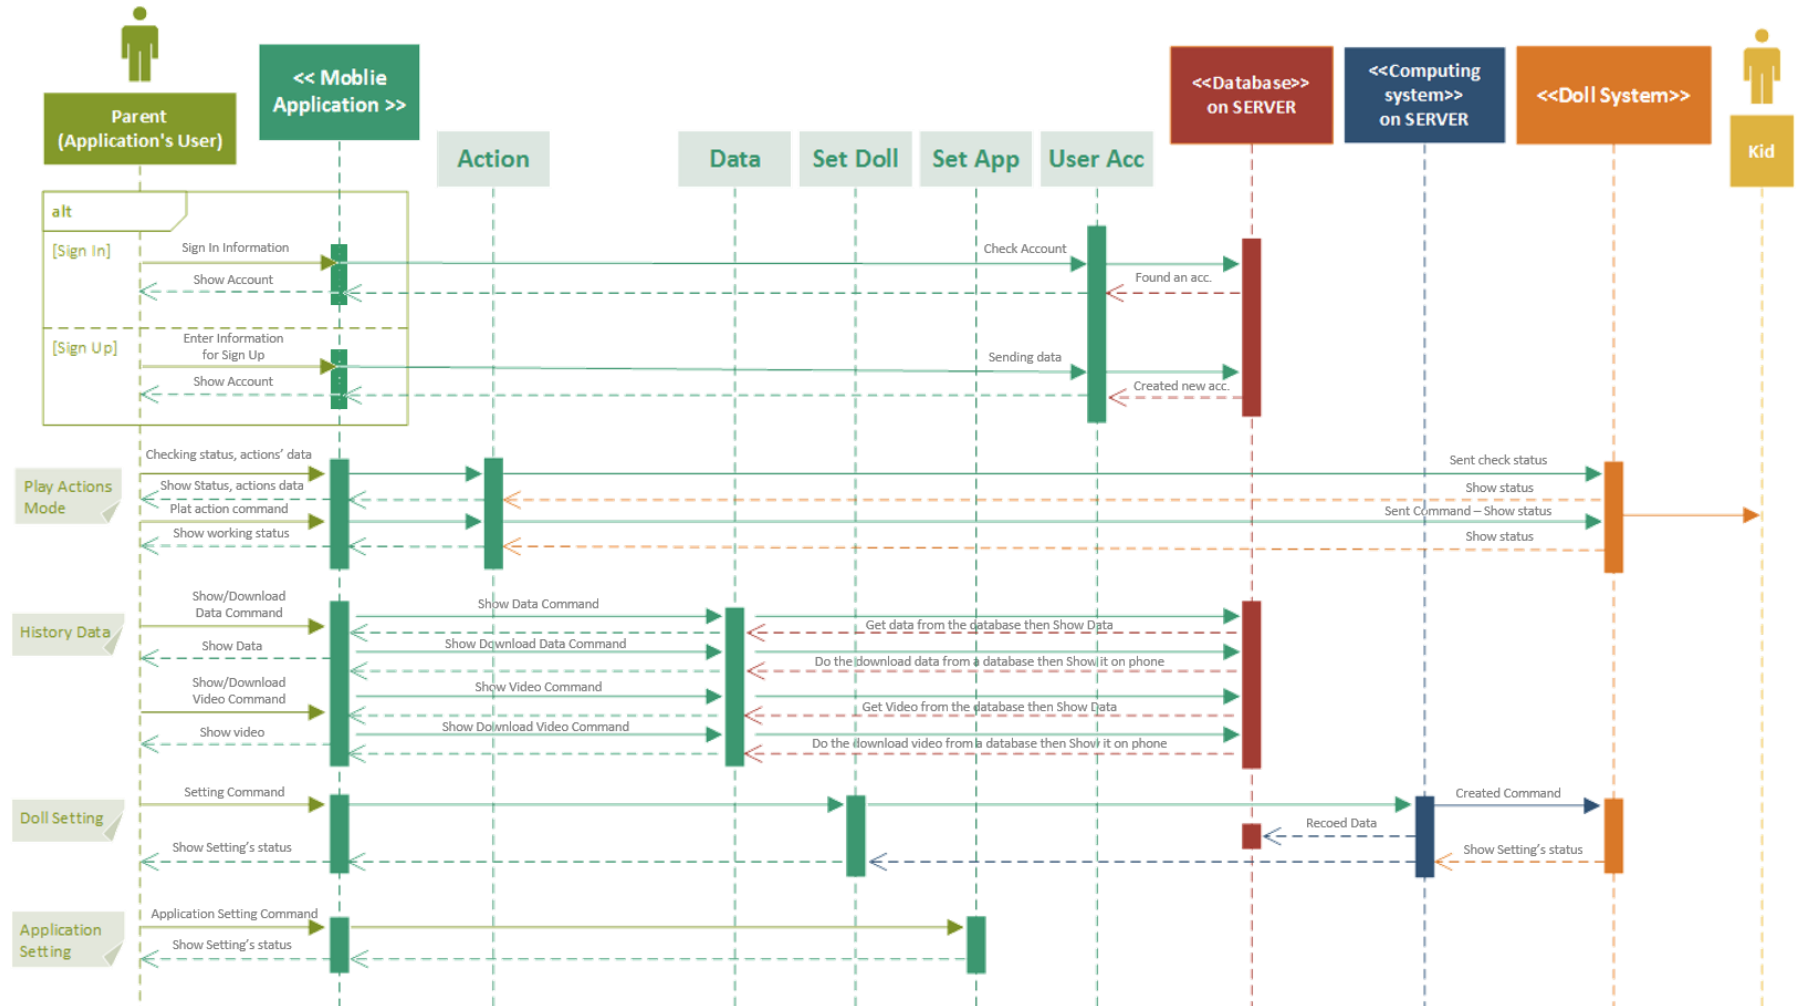 Parent
(Application's User)
<< Moblie
Application >>
Action
Data
Set Doll
Set App
User Acc
<<Database>>
on SERVER
<<Computing
system>>
on SERVER
<<Doll System>>
Kid
alt
[Sign In]
Sign In Information
Check Account
Show Account
Found an acc.
[Sign Up]
Enter Information
for Sign Up
Sending data
Show Account
Created new acc.
Play Actions
Mode
Checking status, actions' data
Sent check status
Show Status, actions data
Show status
Plat action command
Sent Command – Show status
Show working status
Show status
History Data
Show/Download
Data Command
Show Data Command
Get data from the database then Show Data
Show Data
Show Download Data Command
Do the download data from a database then Show it on phone
Show/Download
Video Command
Show Video Command
Get Video from the database then Show Data
Show video
Show Download Video Command
Do the download video from a database then Show it on phone
Doll Setting
Setting Command
Created Command
Recoed Data
Show Setting's status
Show Setting's status
Application
Setting
Application Setting Command
Show Setting's status